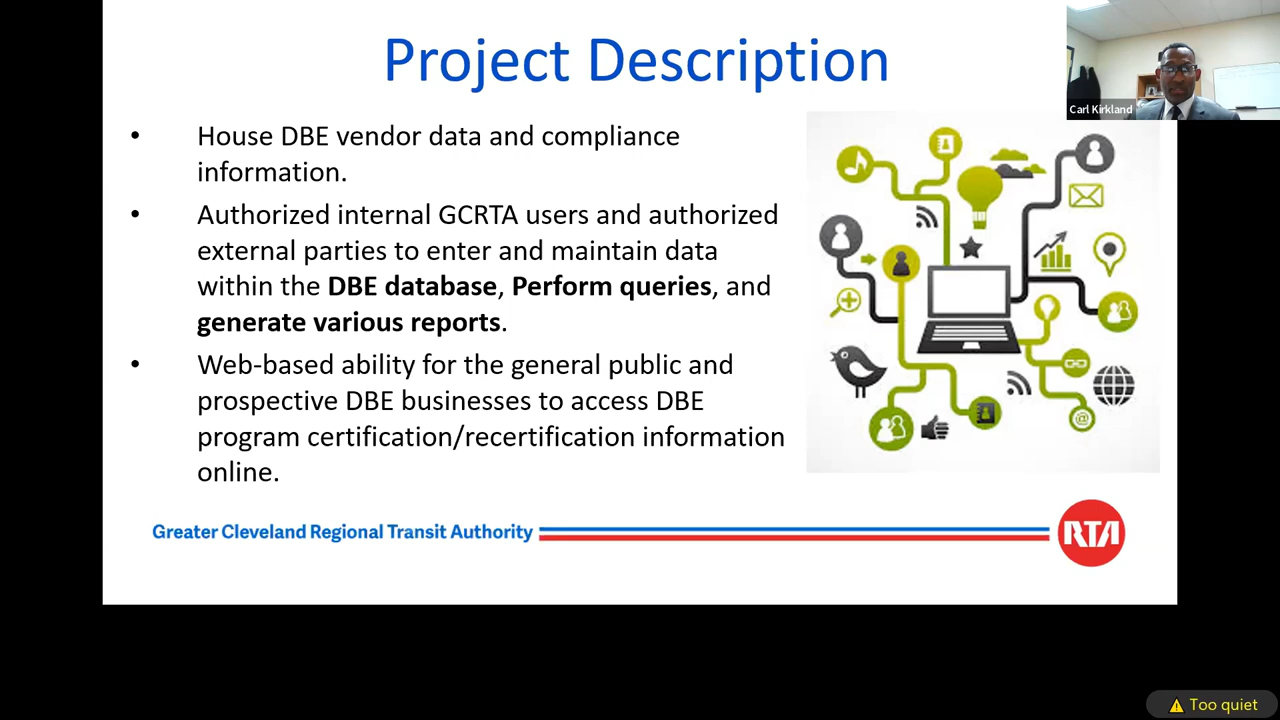 Project Description
Carl Kirkland
• House DBE vendor data and compliance
information.
• Authorized internal GCRTA users and authorized
external parties to enter and maintain data
within the DBE database, Perform queries, and
generate various reports.
• Web-based ability for the general public and
prospective DBE businesses to access DBE
program certification/recertification information
online.
@
Greater Cleveland Regional Transit Authority
RTA
Too quiet